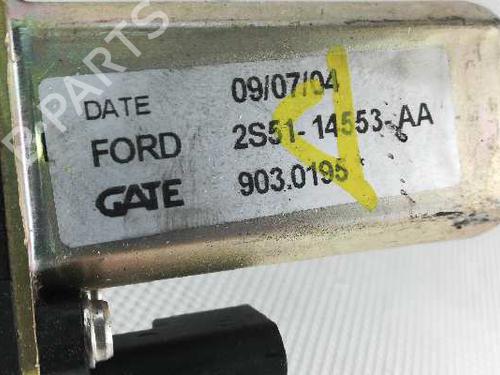 B-PARTS
DATE 09/07/04
FORD 2S51-14553-AA
GATE 903.0195